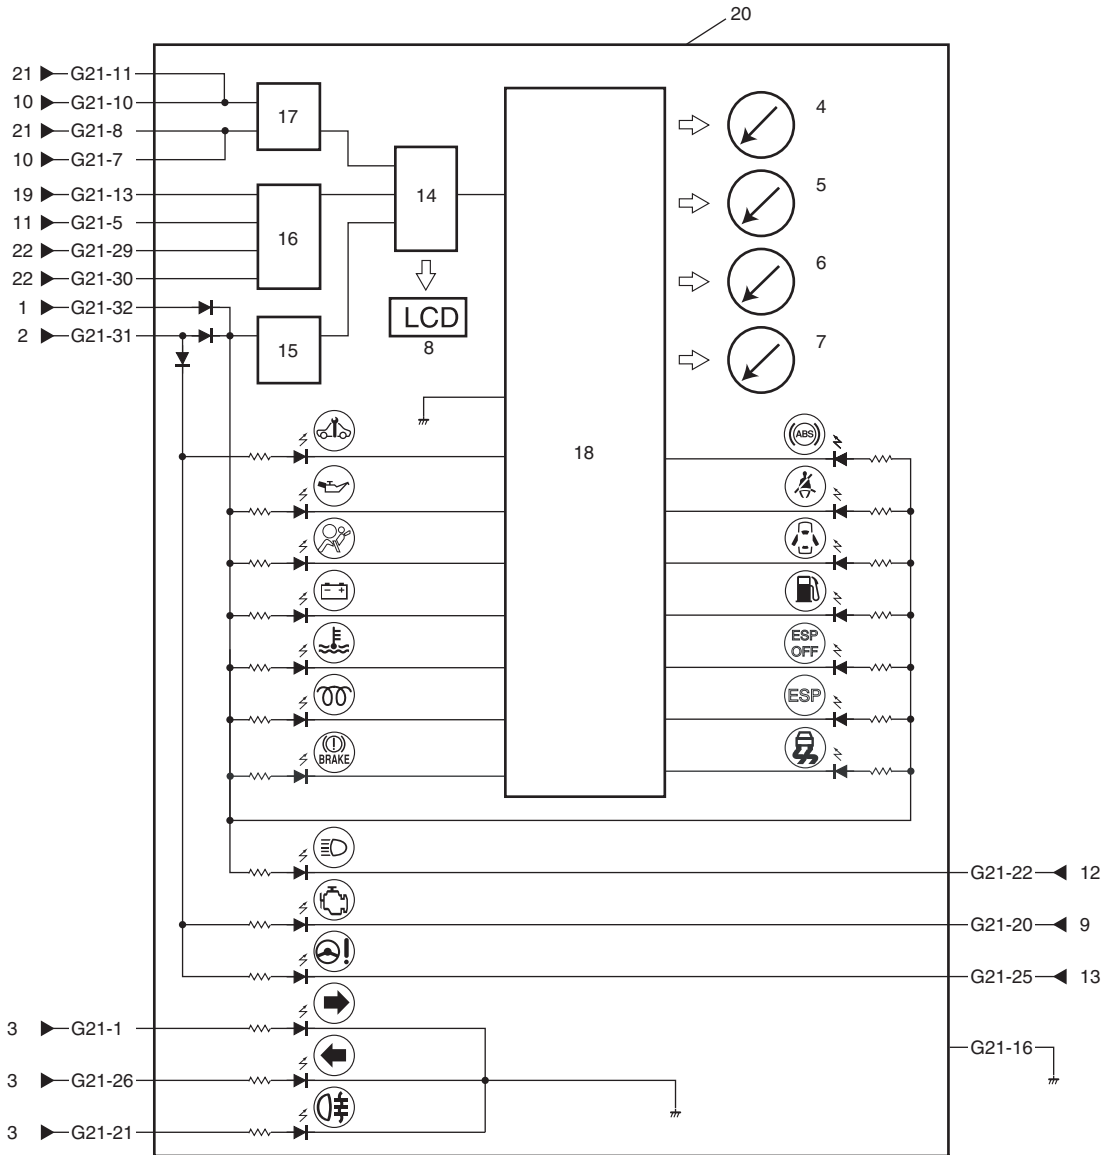 20
21 G21-11
10 G21-10
21 G21-8
10 G21-7
19 G21-13
11 G21-5
22 G21-29
22 G21-30
1 G21-32
2 G21-31
17
16
15
14
LCD
8
18
4
5
6
7
BRAKE
ABS
ESP
OFF
ESP
G21-22 12
G21-20 9
G21-25 13
3 G21-1
3 G21-26
3 G21-21
G21-16